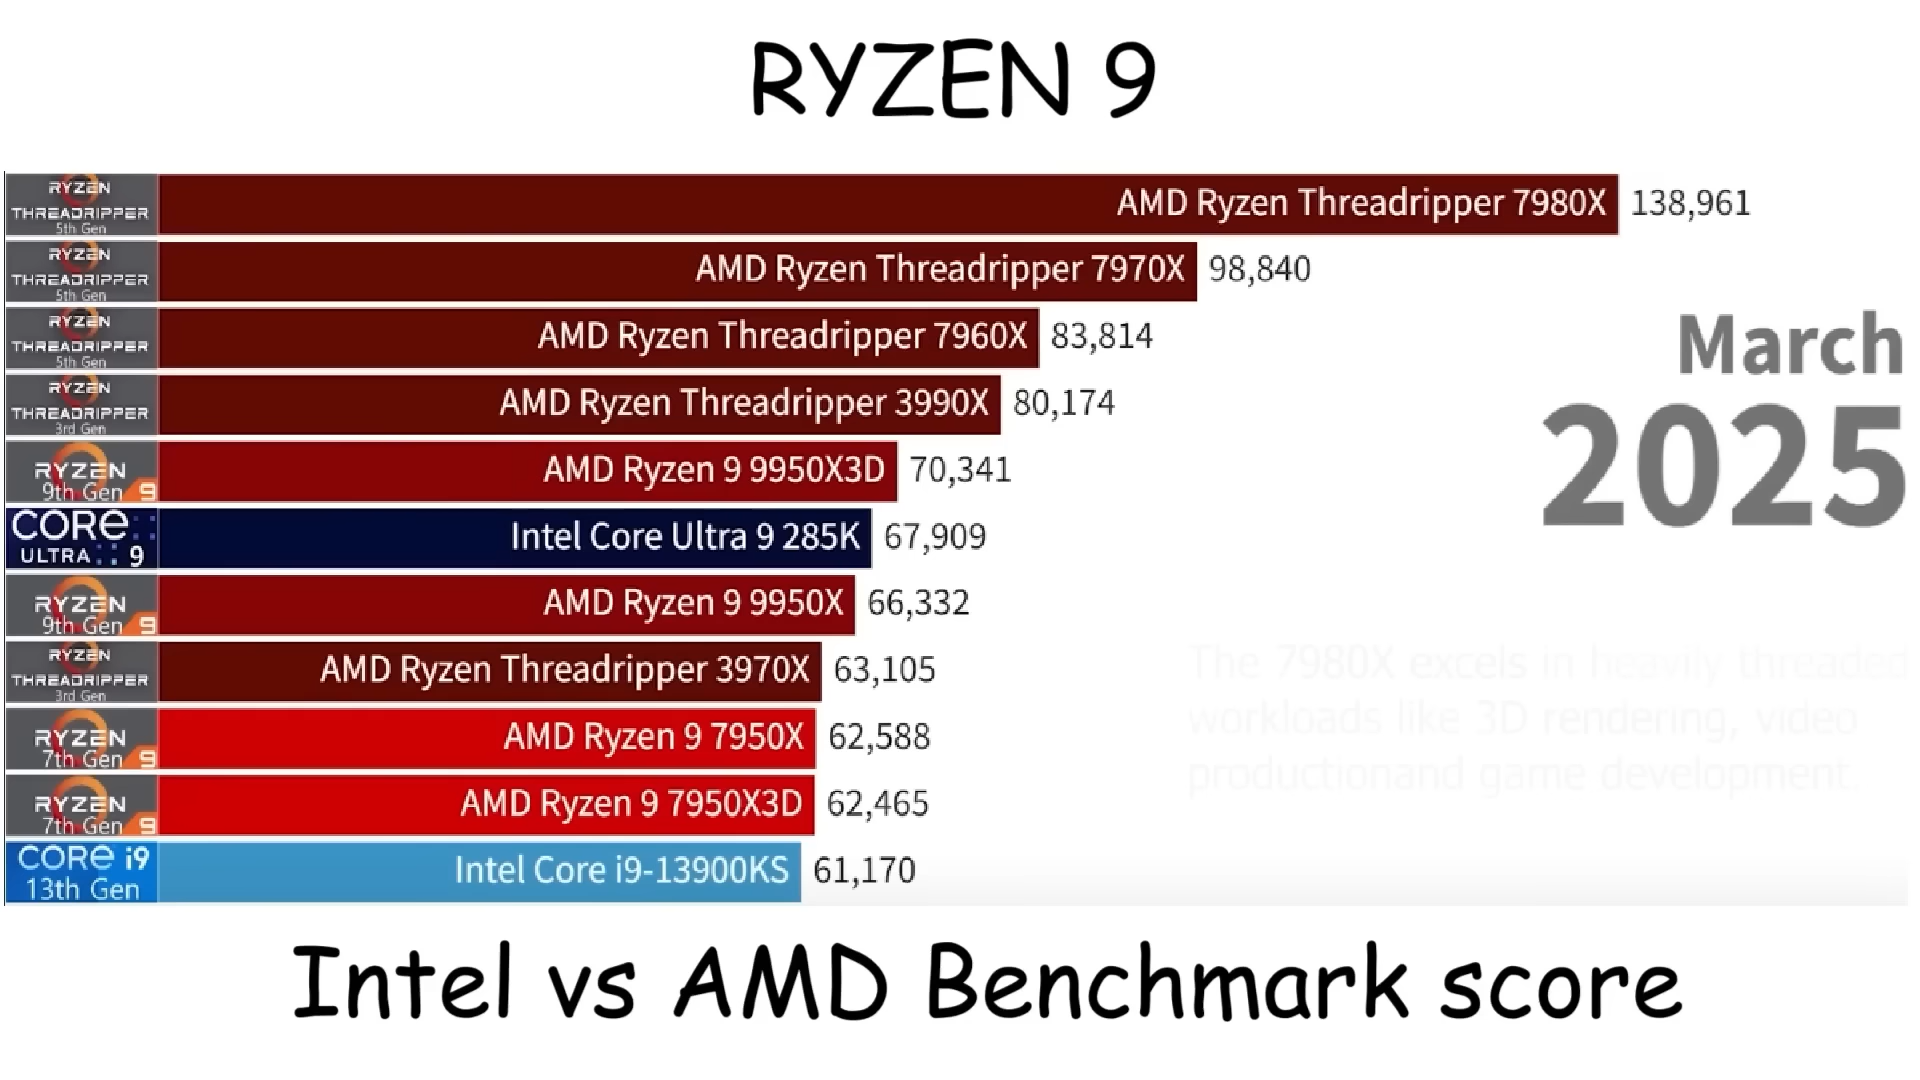 RYZEN 9
RYZEN
THREADRIPPER
5th Gen
AMD Ryzen Threadripper 7980X 138,961
RYZEN
THREADRIPPER
5th Gen
AMD Ryzen Threadripper 7970X 98,840
RYZEN
THREADRIPPER
5th Gen
AMD Ryzen Threadripper 7960X 83,814
March
RYZEN
THREADRIPPER
3rd Gen
AMD Ryzen Threadripper 3990X 80,174
2025
RYZEN
9th Gen 9
AMD Ryzen 9 9950X3D 70,341
CORe
ULTRA 9
Intel Core Ultra 9 285K 67,909
RYZEN
9th Gen 9
AMD Ryzen 9 9950X 66,332
RYZEN
THREADRIPPER
3rd Gen
AMD Ryzen Threadripper 3970X 63,105
The 7980X excels in heavily threaded
workloads like 3D rendering, video
productionand game development.
RYZEN
7th Gen 9
AMD Ryzen 9 7950X 62,588
RYZEN
7th Gen 9
AMD Ryzen 9 7950X3D 62,465
CORe i9
13th Gen
Intel Core i9-13900KS 61,170
Intel vs AMD Benchmark score